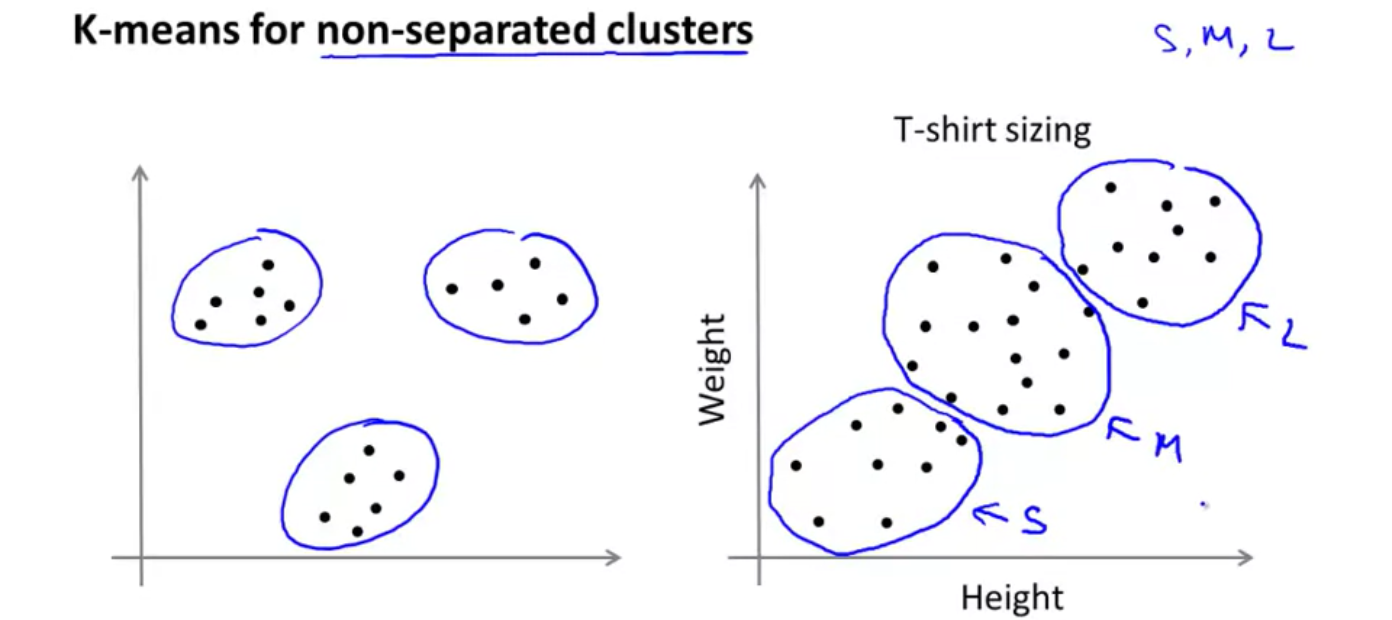 K-means for non-separated clusters
S, M, L
T-shirt sizing
Weight
L
M
S
Height